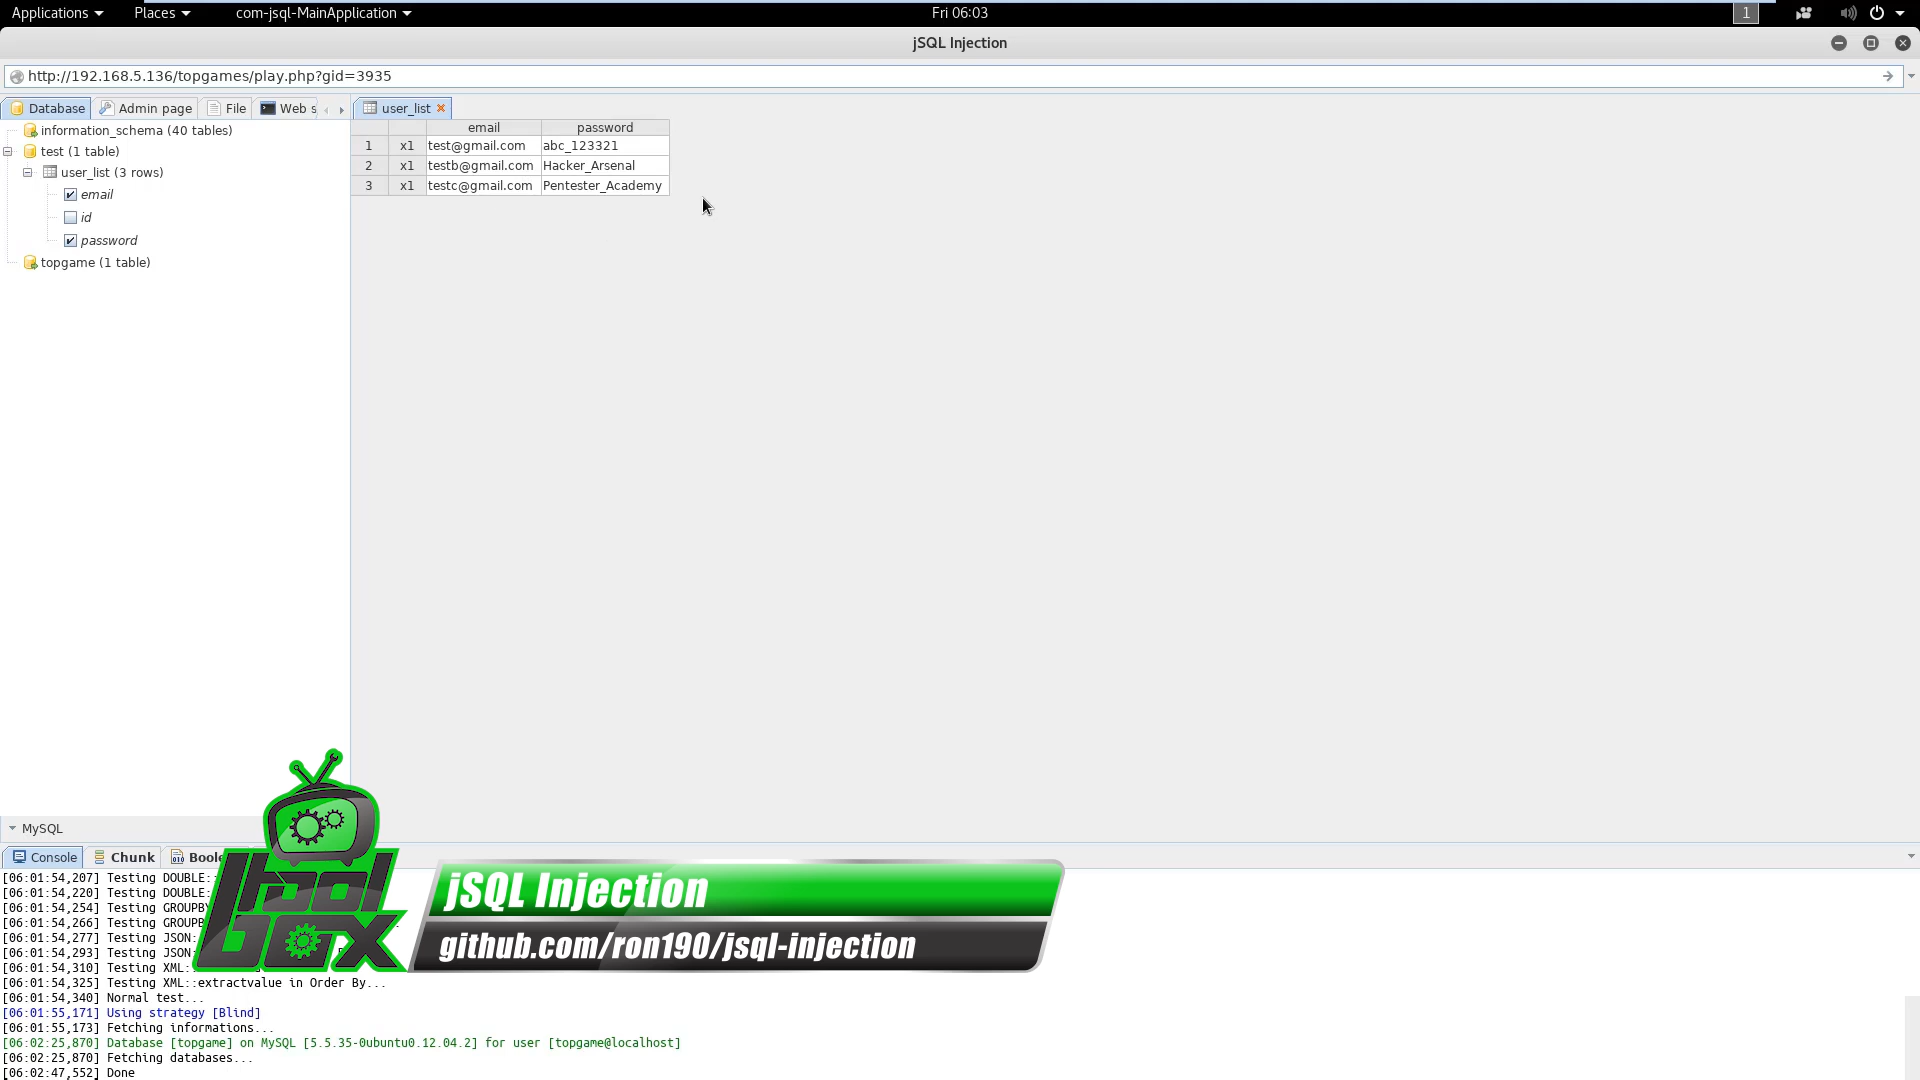 Applications Places com-jsql-MainApplication Fri 06:03 1
jSQL Injection
http://192.168.5.136/topgames/play.php?gid=3935
Database Admin page File Web s
user_list
information_schema (40 tables)
test (1 table)
user_list (3 rows)
email
id
password
topgame (1 table)
email password
1 x1 test@gmail.com abc_123321
2 x1 testb@gmail.com Hacker_Arsenal
3 x1 testc@gmail.com Pentester_Academy
MySQL
Console Chunk Boole
[06:01:54,207] Testing DOUBLE:
[06:01:54,220] Testing DOUBLE:
[06:01:54,254] Testing GROUPBY
[06:01:54,266] Testing GROUPB
[06:01:54,277] Testing JSON:
[06:01:54,293] Testing JSON:
[06:01:54,310] Testing XML:
[06:01:54,325] Testing XML::extractvalue in Order By...
[06:01:54,340] Normal test...
[06:01:55,171] Using strategy [Blind]
[06:01:55,173] Fetching informations...
[06:02:25,870] Database [topgame] on MySQL [5.5.35-0ubuntu0.12.04.2] for user [topgame@localhost]
[06:02:25,870] Fetching databases...
[06:02:47,552] Done
Tool
Box
jSQL Injection
github.com/ron190/jsql-injection